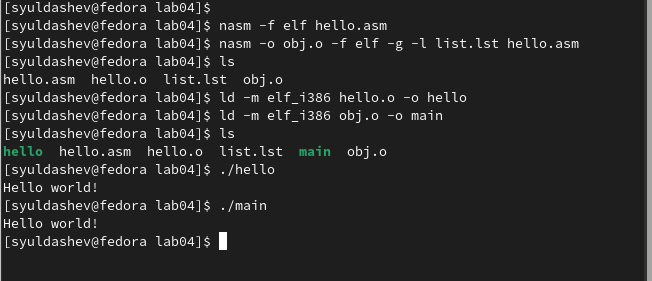 [syuldashev@fedora lab04]$
[syuldashev@fedora lab04]$ nasm -f elf hello.asm
[syuldashev@fedora lab04]$ nasm -o obj.o -f elf -g -l list.lst hello.asm
[syuldashev@fedora lab04]$ ls
hello.asm  hello.o  list.lst  obj.o
[syuldashev@fedora lab04]$ ld -m elf_i386 hello.o -o hello
[syuldashev@fedora lab04]$ ld -m elf_i386 obj.o -o main
[syuldashev@fedora lab04]$ ls
hello  hello.asm  hello.o  list.lst  main  obj.o
[syuldashev@fedora lab04]$ ./hello
Hello world!
[syuldashev@fedora lab04]$ ./main
Hello world!
[syuldashev@fedora lab04]$